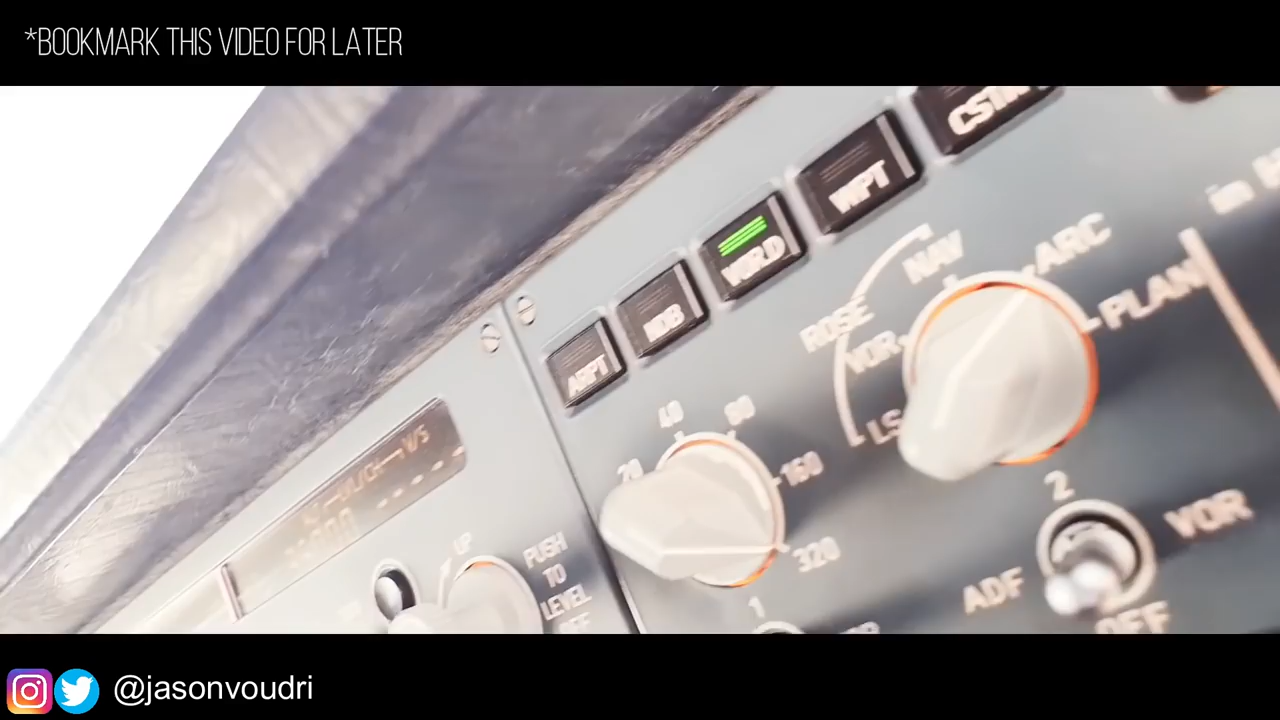 *BOOKMARK THIS VIDEO FOR LATER
CSTR
WPT
VOR.D
NDB
ARPT
NAV
ARC
ROSE
PLAN
VOR
LS
40
80
20
160
320
2
VOR
ADF
OFF
1
UP
PUSH
TO
LEVEL
OFF
V/S
@jasonvoudri